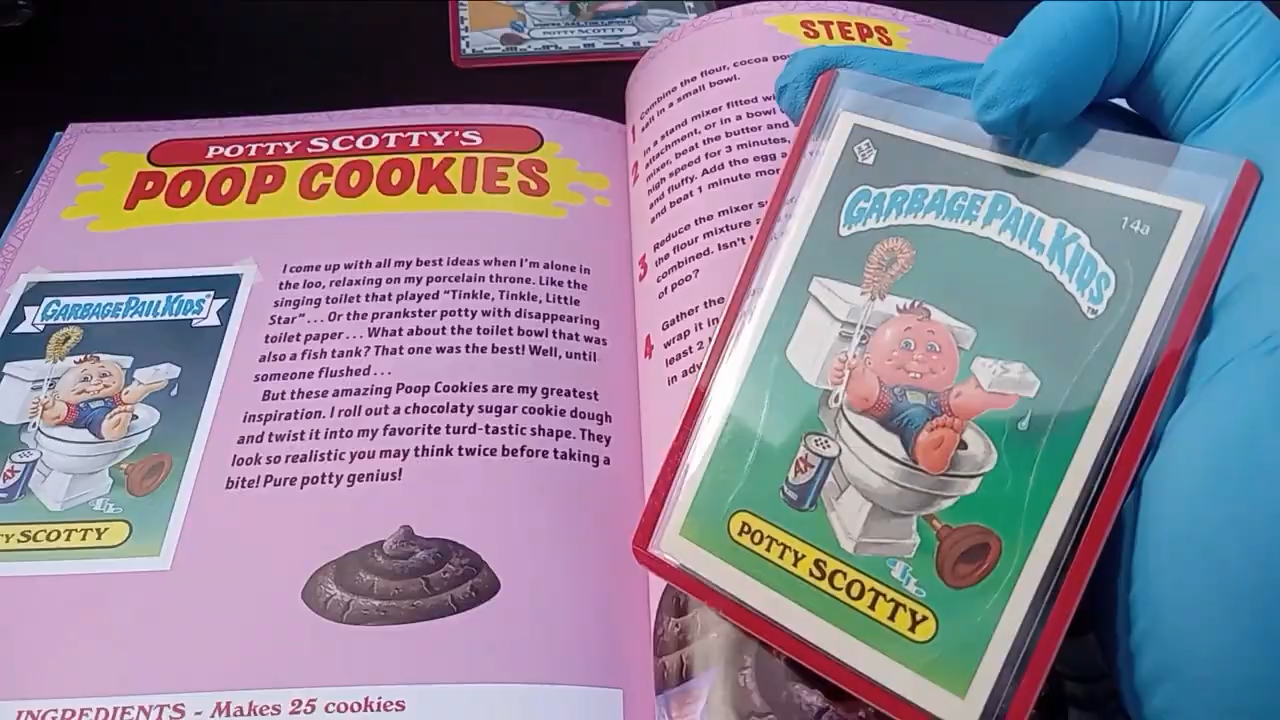 POTTY SCOTTY
POTTY SCOTTY'S
POOP COOKIES
GARBAGE PAIL KIDS
SCOTTY
I come up with all my best ideas when I'm alone in
the loo, relaxing on my porcelain throne. Like the
singing toilet that played "Tinkle, Tinkle, Little
Star" . . . Or the prankster potty with disappearing
toilet paper . . . What about the toilet bowl that was
also a fish tank? That one was the best! Well, until
someone flushed . . .
But these amazing Poop Cookies are my greatest
inspiration. I roll out a chocolaty sugar cookie dough
and twist it into my favorite turd-tastic shape. They
look so realistic you may think twice before taking a
bite! Pure potty genius!
INGREDIENTS - Makes 25 cookies
STEPS
1 Combine the flour, cocoa
salt in a small bowl.
2 In a stand mixer fitted
attachment, or in a bowl
mixer, beat the butter and
high speed for 3 minutes,
and fluffy. Add the egg
and beat 1 minute
3 Reduce the mixer
the flour mixture
combined. Isn't
of poo?
4 Gather the
wrap it in
least 2
in
GARBAGE PAIL KIDS
TM
14a
4X
POTTY SCOTTY